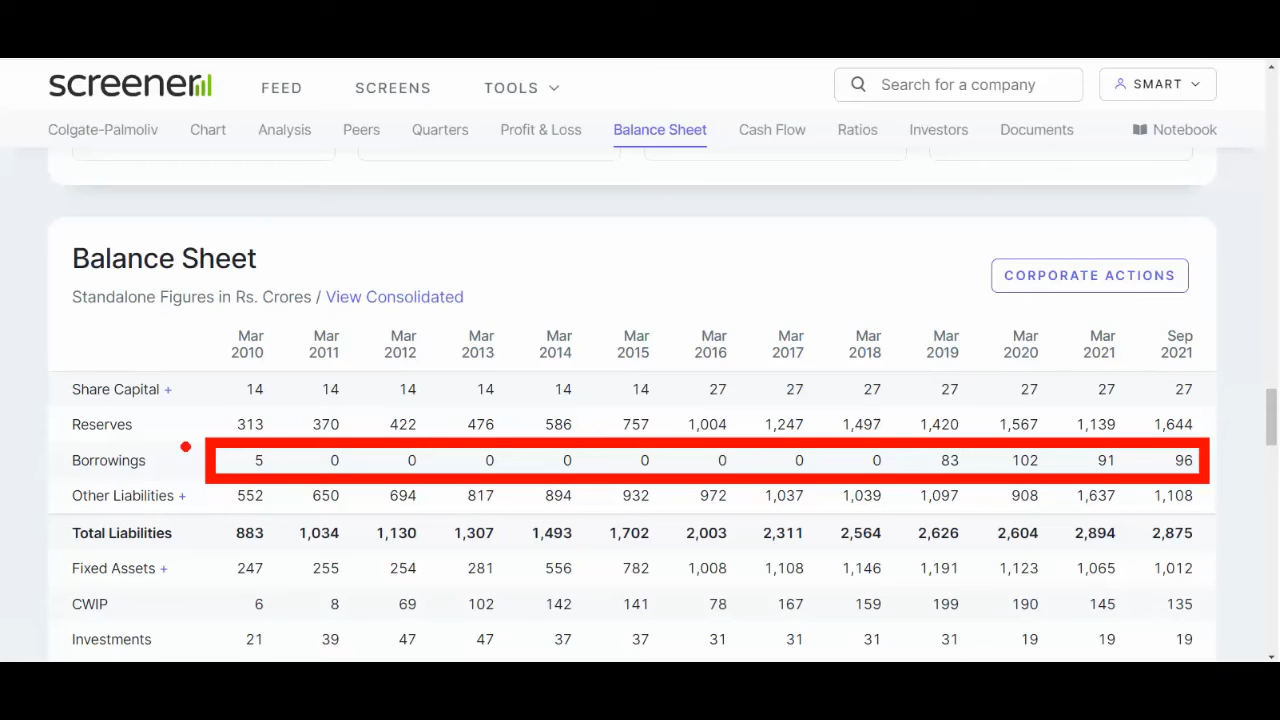 screener FEED SCREENS TOOLS Search for a company SMART
Colgate-Palmoliv Chart Analysis Peers Quarters Profit & Loss Balance Sheet Cash Flow Ratios Investors Documents Notebook
Balance Sheet
CORPORATE ACTIONS
Standalone Figures in Rs. Crores / View Consolidated
Mar Mar Mar Mar Mar Mar Mar Mar Mar Mar Mar Mar Sep
2010 2011 2012 2013 2014 2015 2016 2017 2018 2019 2020 2021 2021
Share Capital + 14 14 14 14 14 14 27 27 27 27 27 27 27
Reserves 313 370 422 476 586 757 1,004 1,247 1,497 1,420 1,567 1,139 1,644
Borrowings 5 0 0 0 0 0 0 0 0 83 102 91 96
Other Liabilities + 552 650 694 817 894 932 972 1,037 1,039 1,097 908 1,637 1,108
Total Liabilities 883 1,034 1,130 1,307 1,493 1,702 2,003 2,311 2,564 2,626 2,604 2,894 2,875
Fixed Assets + 247 255 254 281 556 782 1,008 1,108 1,146 1,191 1,123 1,065 1,012
CWIP 6 8 69 102 142 141 78 167 159 199 190 145 135
Investments 21 39 47 47 37 37 31 31 31 31 19 19 19